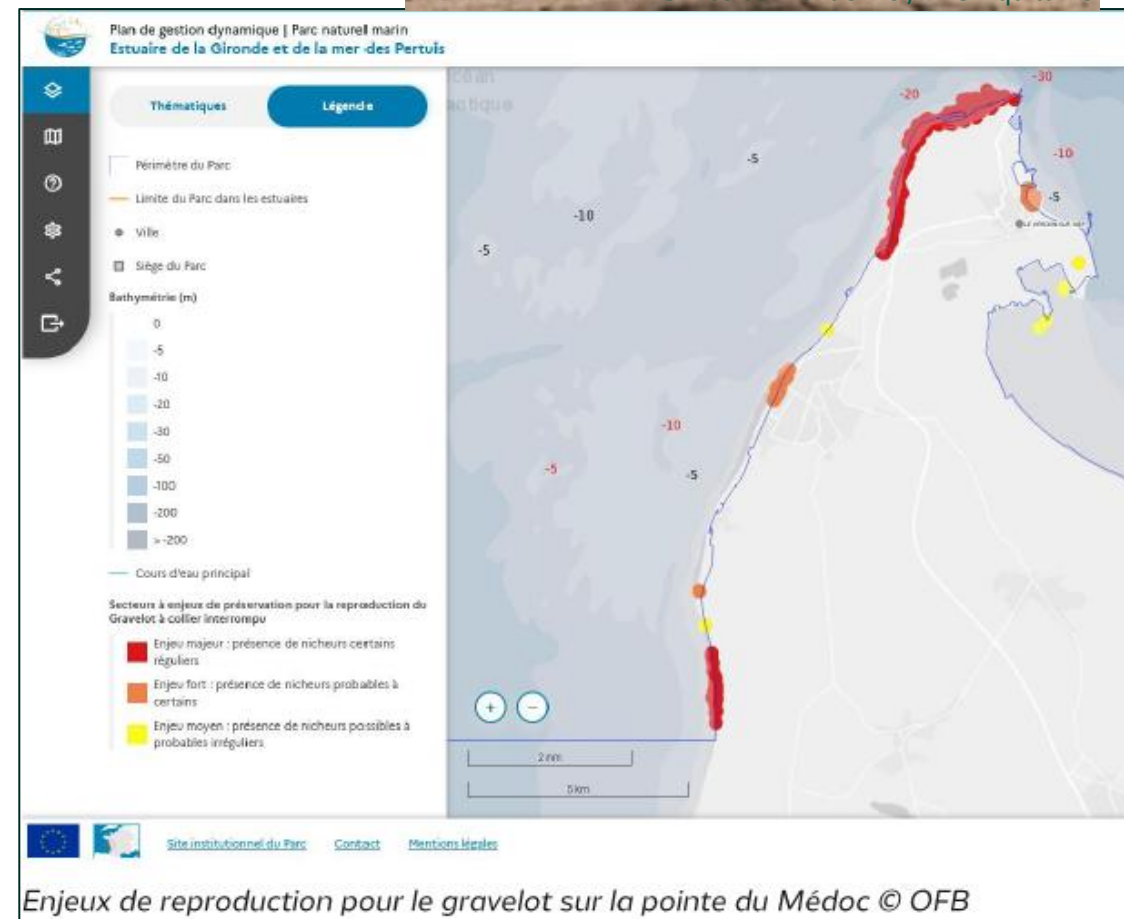 Plan de gestion dynamique | Parc naturel marin
Estuaire de la Gironde et de la mer des Pertuis
Thématiques
Légende
Périmètre du Parc
Limite du Parc dans les estuaires
Ville
Siège du Parc
Bathymétrie (m)
0
-5
-10
-20
-30
-50
-100
-200
> -200
Cours d'eau principal
Secteurs à enjeux de préservation pour la reproduction du
Gravelot à collier interrompu
Enjeu majeur : présence de nicheurs certains
réguliers
Enjeu fort : présence de nicheurs probables à
certains
Enjeu moyen : présence de nicheurs possibles à
probables irréguliers
-30
-20
-5
-10
-10
-5
-5
-10
-5
-5
+
−
2 nm
5 km
Site institutionnel du Parc
Contact
Mentions légales
Enjeux de reproduction pour le gravelot sur la pointe du Médoc © OFB